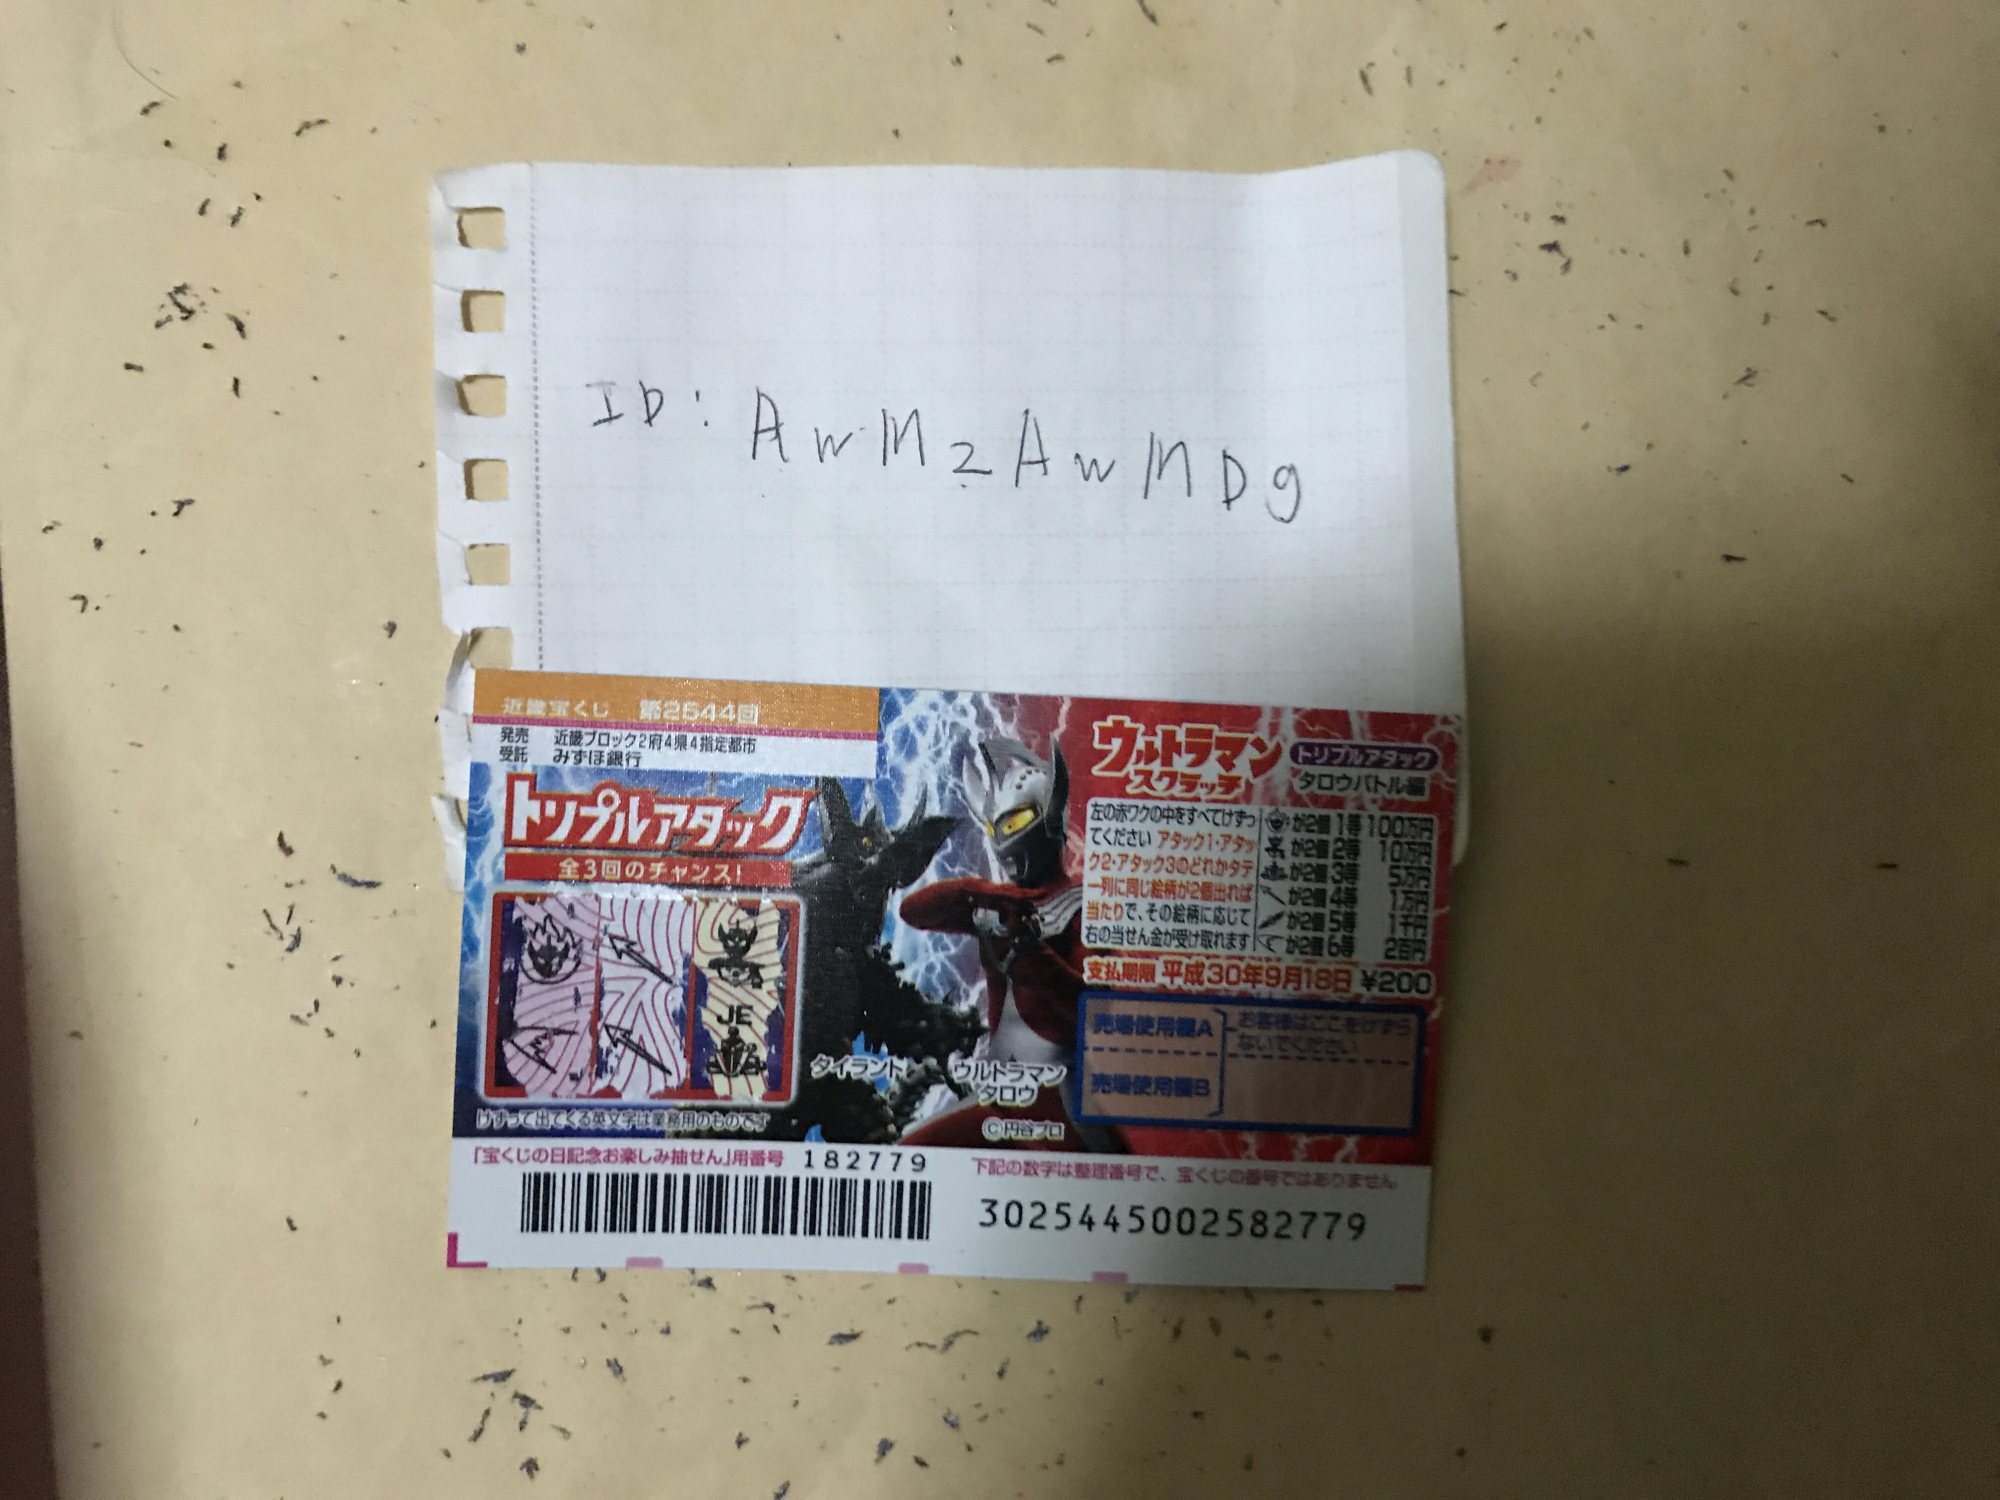 ID: AwMzAwMDg
近畿宝くじ 第2544回
発売 近畿ブロック2府4県4指定都市
受託 みずほ銀行
トリプルアタック
全3回のチャンス!
JE
けずって出てくる英文字は業務用のものです
タイラント
ウルトラマン
タロウ
©円谷プロ
ウルトラマン
スクラッチ
トリプルアタック
タロウバトル編
左の赤ワクの中をすべてけずっ
てください アタック1・アタッ
ク2・アタック3のどれかタテ
一列に同じ絵柄が2個出れば
当たりで、その絵柄に応じて
右の当せん金が受け取れます
が2個 1等 100万円
が2個 2等 10万円
が2個 3等 5万円
が2個 4等 1万円
が2個 5等 1千円
が2個 6等 2百円
支払期限 平成30年9月18日 ¥200
売場使用欄A
お客様はここをけずら
ないでください
売場使用欄B
「宝くじの日記念お楽しみ抽せん」用番号 182779
下記の数字は整理番号で、宝くじの番号ではありません
30254450025827​79